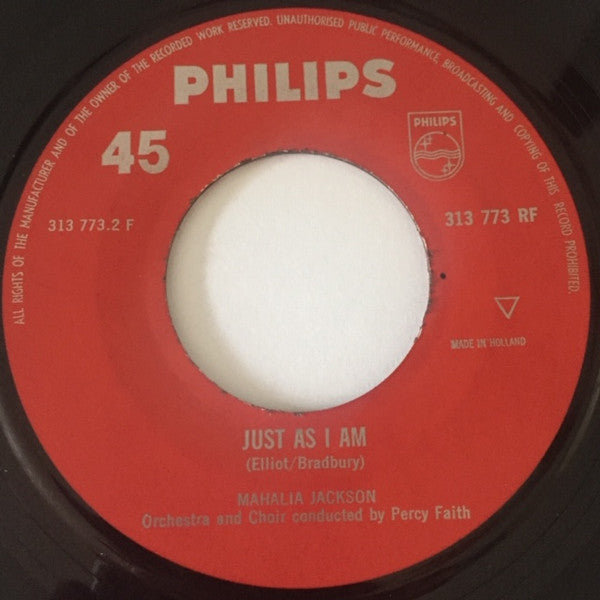 ALL RIGHTS OF THE MANUFACTURER AND OF THE OWNER OF THE RECORDED WORK RESERVED. UNAUTHORISED PUBLIC PERFORMANCE, BROADCASTING AND COPYING OF THIS RECORD PROHIBITED.
PHILIPS
45
PHILIPS
313 773.2 F
313 773 RF
MADE IN HOLLAND
JUST AS I AM
(Elliot/Bradbury)
MAHALIA JACKSON
Orchestra and Choir conducted by Percy Faith